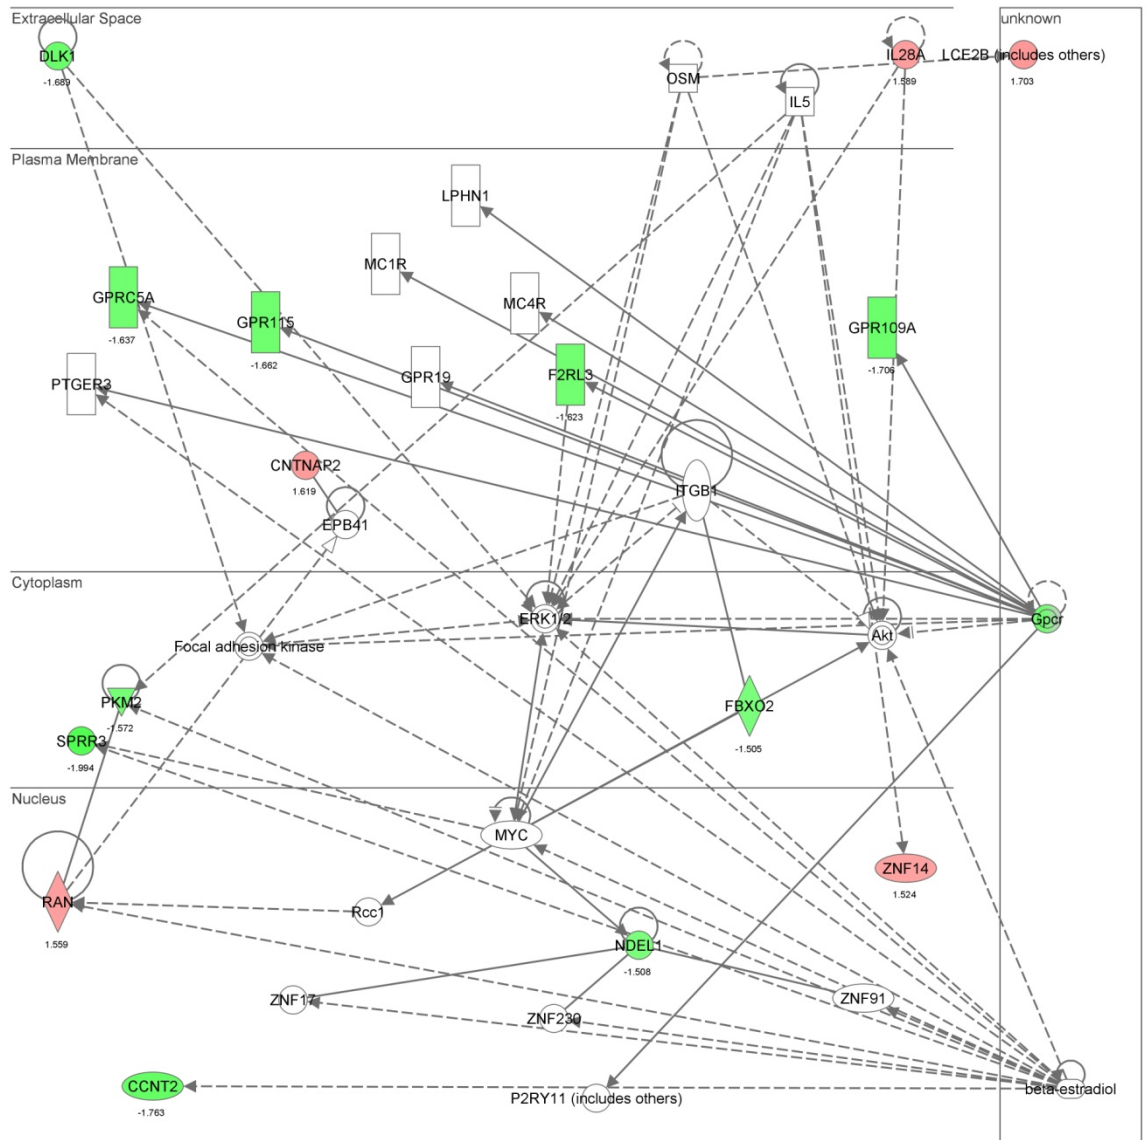 Extracellular Space
unknown
DLK1
-1.689
OSM
IL5
IL28A
1.589
LCE2B (includes others)
1.703
Plasma Membrane
LPHN1
MC1R
MC4R
GPRC5A
-1.637
GPR115
-1.662
GPR109A
-1.706
PTGER3
GPR19
F2RL3
-1.623
CNTNAP2
1.619
EPB41
ITGB1
Cytoplasm
ERK1/2
Akt
Gpcr
Focal adhesion kinase
PKM2
-1.572
FBXO2
-1.505
SPRR3
-1.994
Nucleus
MYC
ZNF14
1.524
RAN
1.559
Rcc1
NDEL1
-1.508
ZNF17
ZNF230
ZNF91
CCNT2
-1.763
P2RY11 (includes others)
beta-estradiol